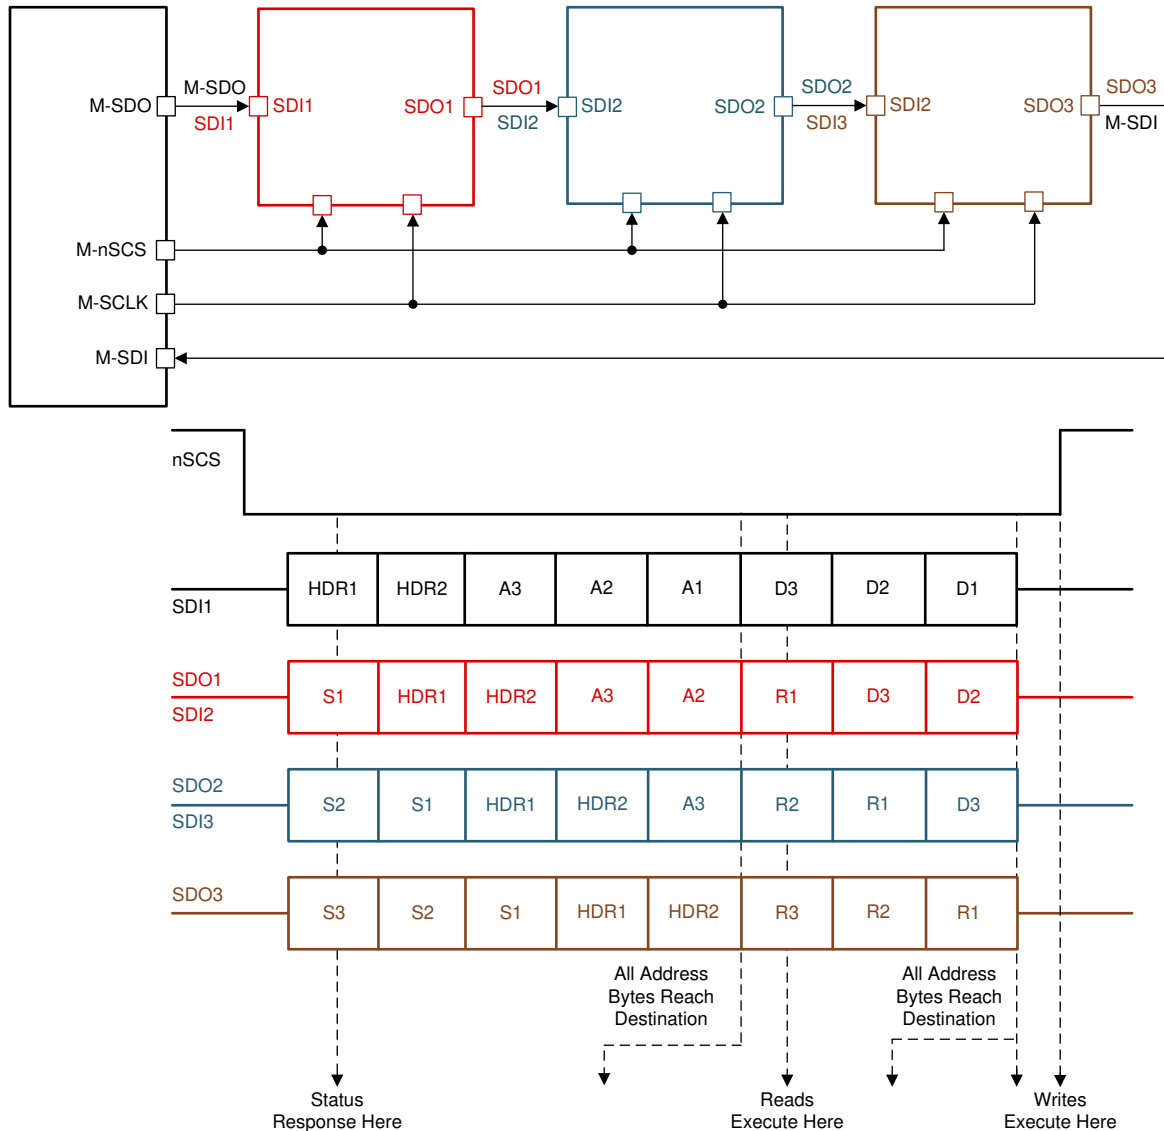 M-SDO
M-SDO
SDI1
SDI1
SDO1
SDO1
SDI2
SDI2
SDO2
SDO2
SDI3
SDI2
SDO3
SDO3
M-SDI
M-nSCS
M-SCLK
M-SDI
nSCS
SDI1
HDR1 HDR2 A3 A2 A1 D3 D2 D1
SDO1
SDI2
S1 HDR1 HDR2 A3 A2 R1 D3 D2
SDO2
SDI3
S2 S1 HDR1 HDR2 A3 R2 R1 D3
SDO3
S3 S2 S1 HDR1 HDR2 R3 R2 R1
All Address
Bytes Reach
Destination
All Address
Bytes Reach
Destination
Status
Response Here
Reads
Execute Here
Writes
Execute Here